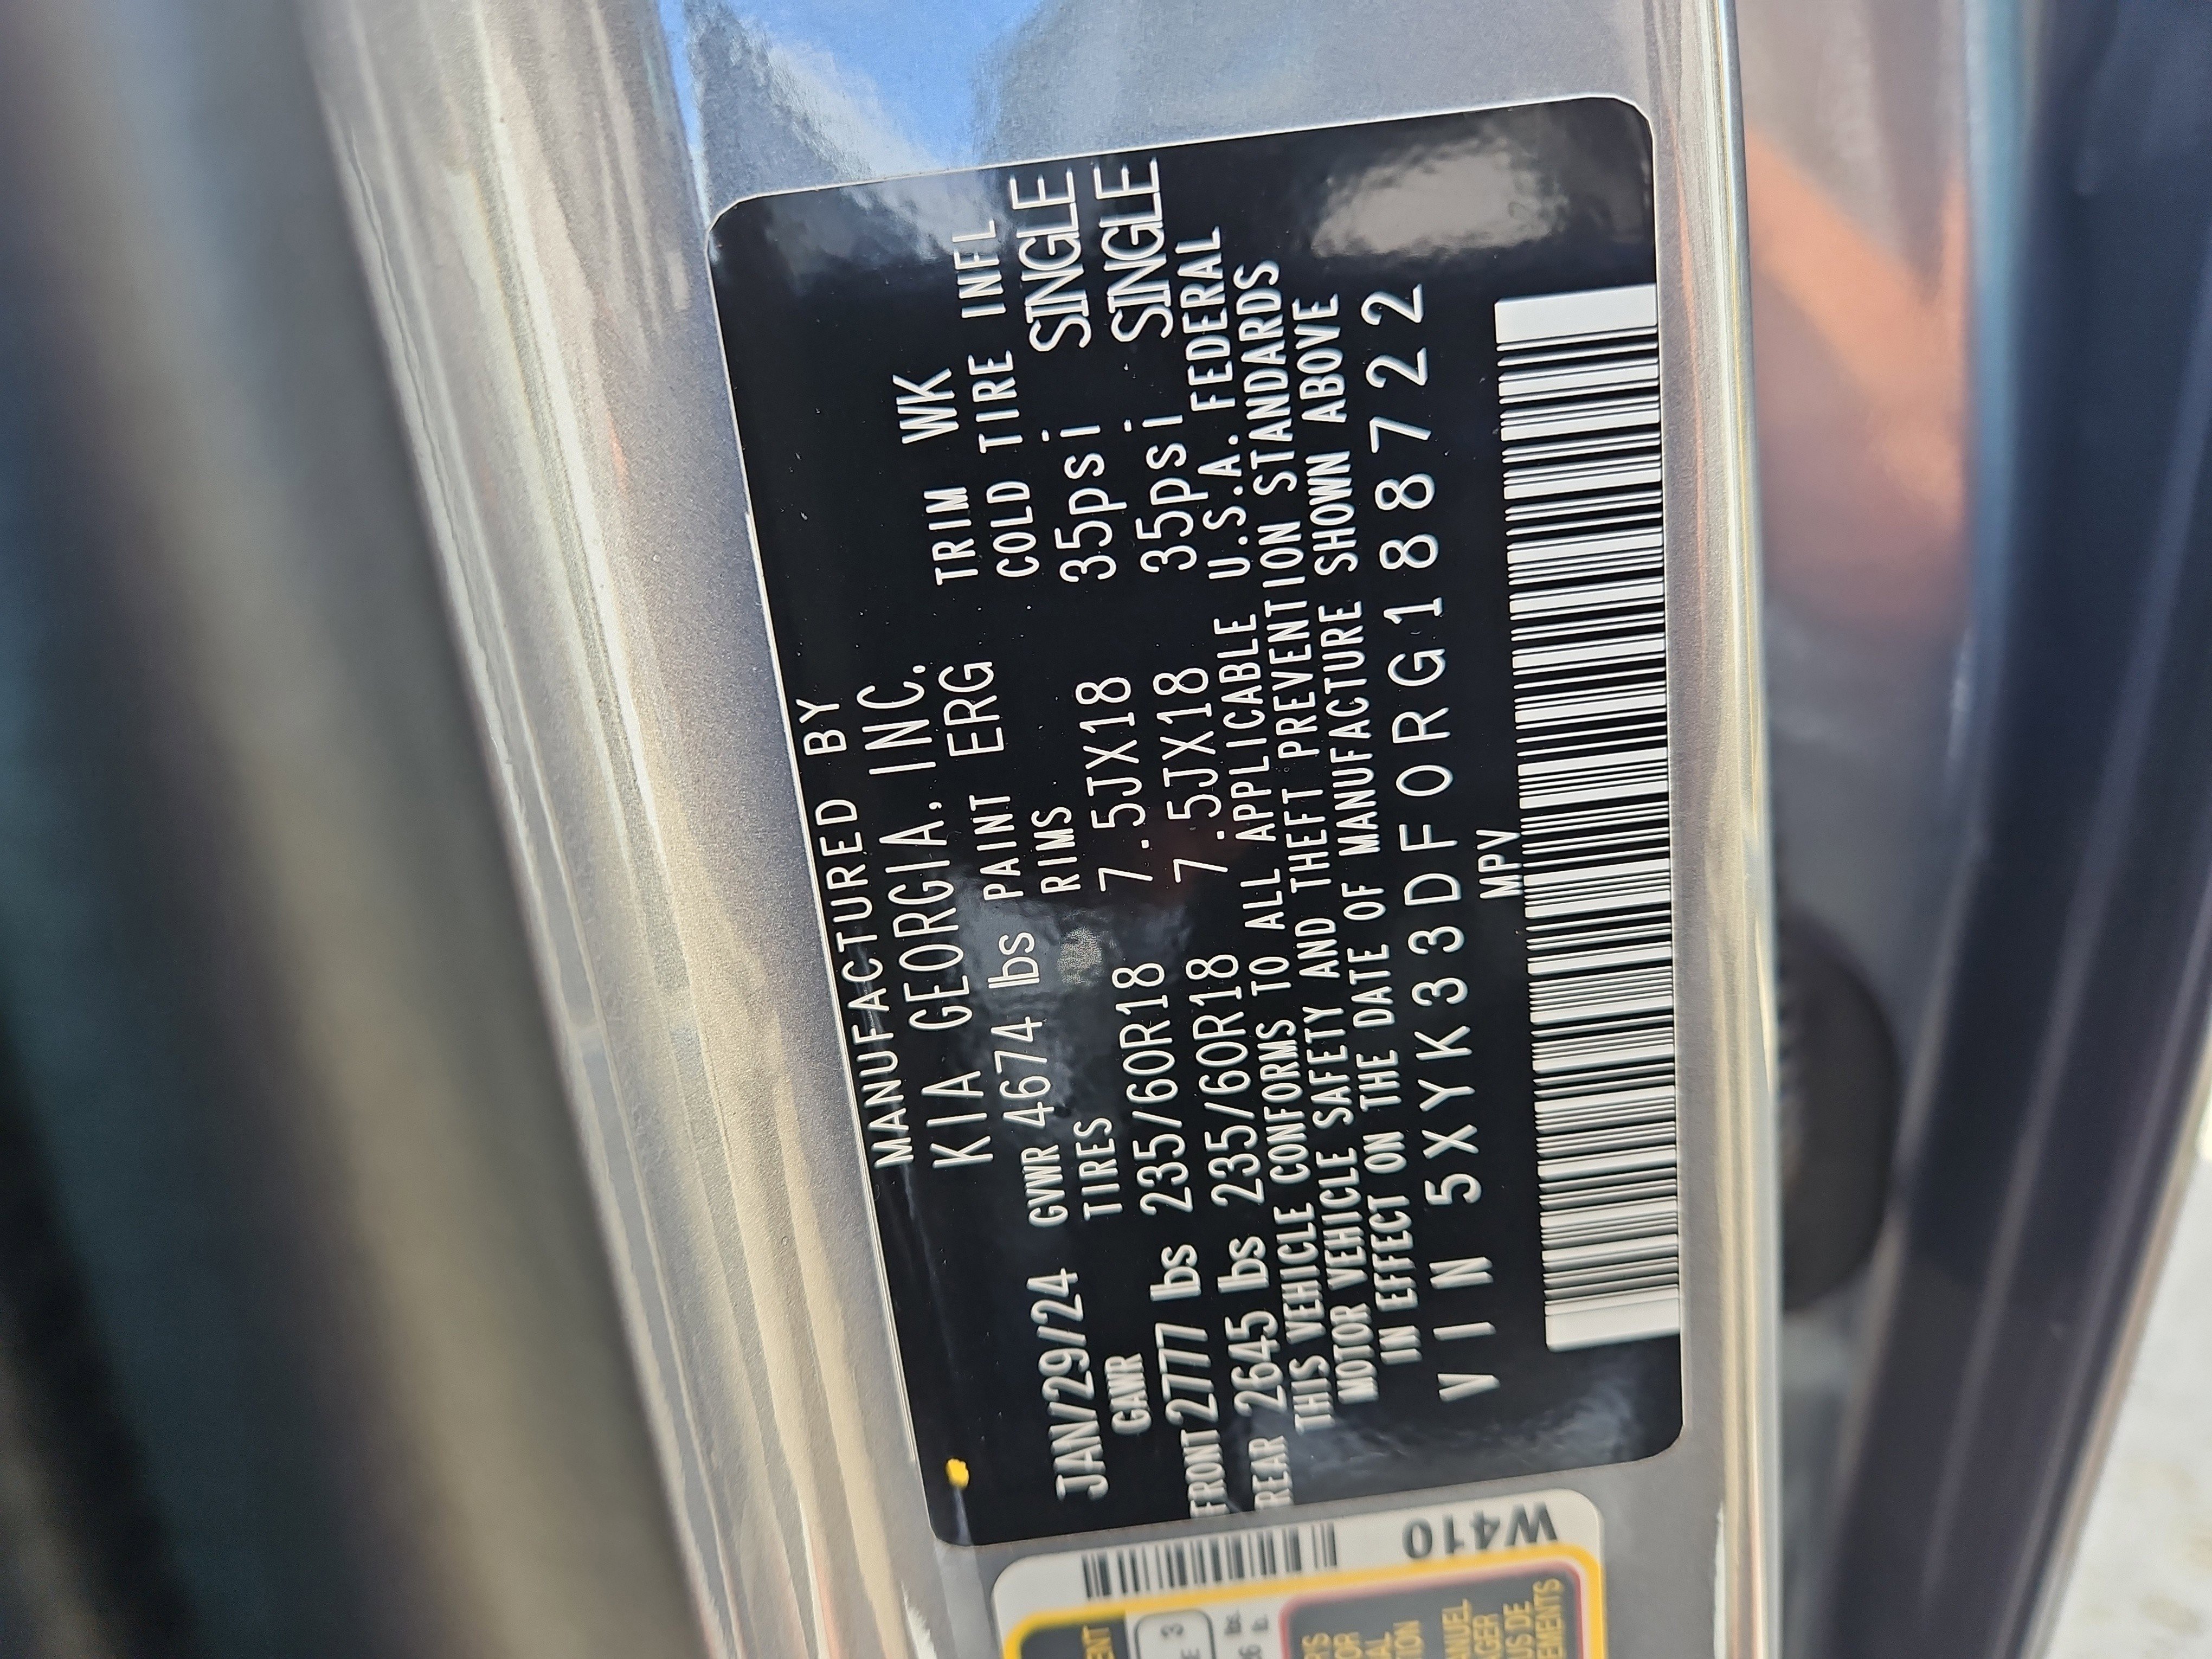 MANUFACTURED BY
KIA GEORGIA, INC.
JAN/29/24 GVWR 4674 lbs PAINT ERG TRIM WK
GAWR TIRES RIMS COLD TIRE INFL
FRONT 2777 lbs 235/60R18 7.5JX18 35psi SINGLE
REAR 2645 lbs 235/60R18 7.5JX18 35psi SINGLE
THIS VEHICLE CONFORMS TO ALL APPLICABLE U.S.A. FEDERAL
MOTOR VEHICLE SAFETY AND THEFT PREVENTION STANDARDS
IN EFFECT ON THE DATE OF MANUFACTURE SHOWN ABOVE
VIN 5XYK33DF0RG188722
MPV
W410